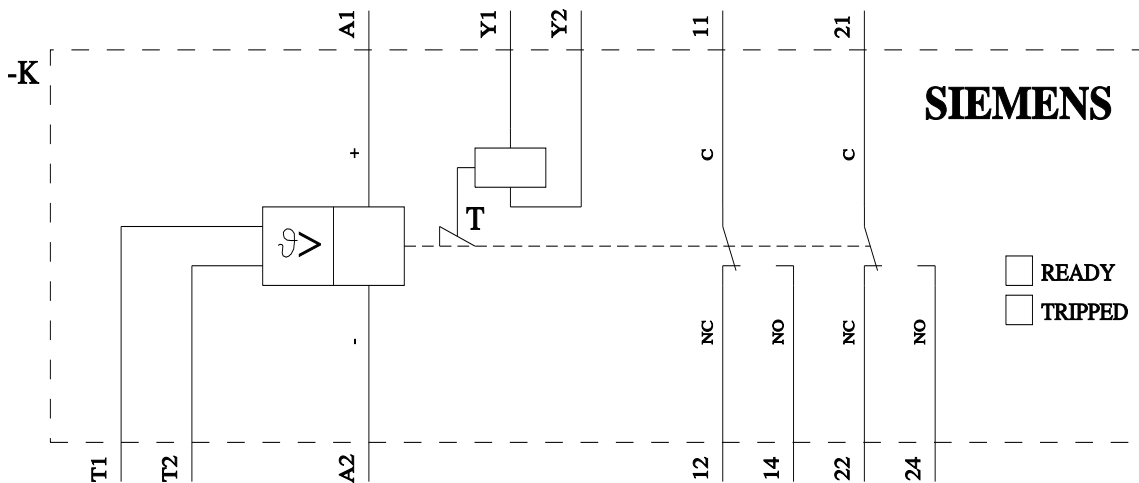 A1
Y1
Y2
11
21
-K
SIEMENS
+
C
C
T
ϑ>
READY
TRIPPED
-
NC
NO
NC
NO
T1
T2
A2
12
14
22
24